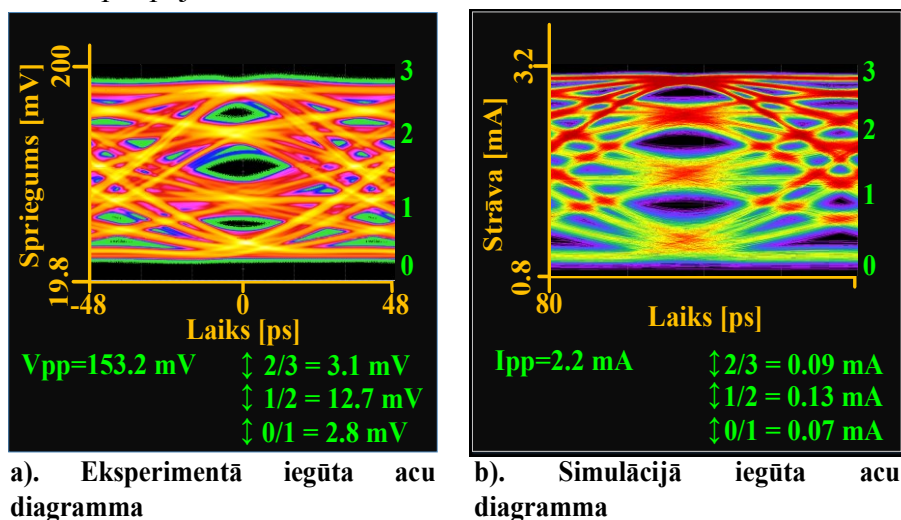 200
Spriegums [mV]
19.8
3
2
1
0
-48
0
48
Laiks [ps]
Vpp=153.2 mV
↕ 2/3 = 3.1 mV
↕ 1/2 = 12.7 mV
↕ 0/1 = 2.8 mV
a). Eksperimentā iegūta acu
diagramma
3.2
Strāva [mA]
0.8
3
2
1
0
80
Laiks [ps]
Ipp=2.2 mA
↕2/3 = 0.09 mA
↕1/2 = 0.13 mA
↕0/1 = 0.07 mA
b). Simulācijā iegūta acu
diagramma